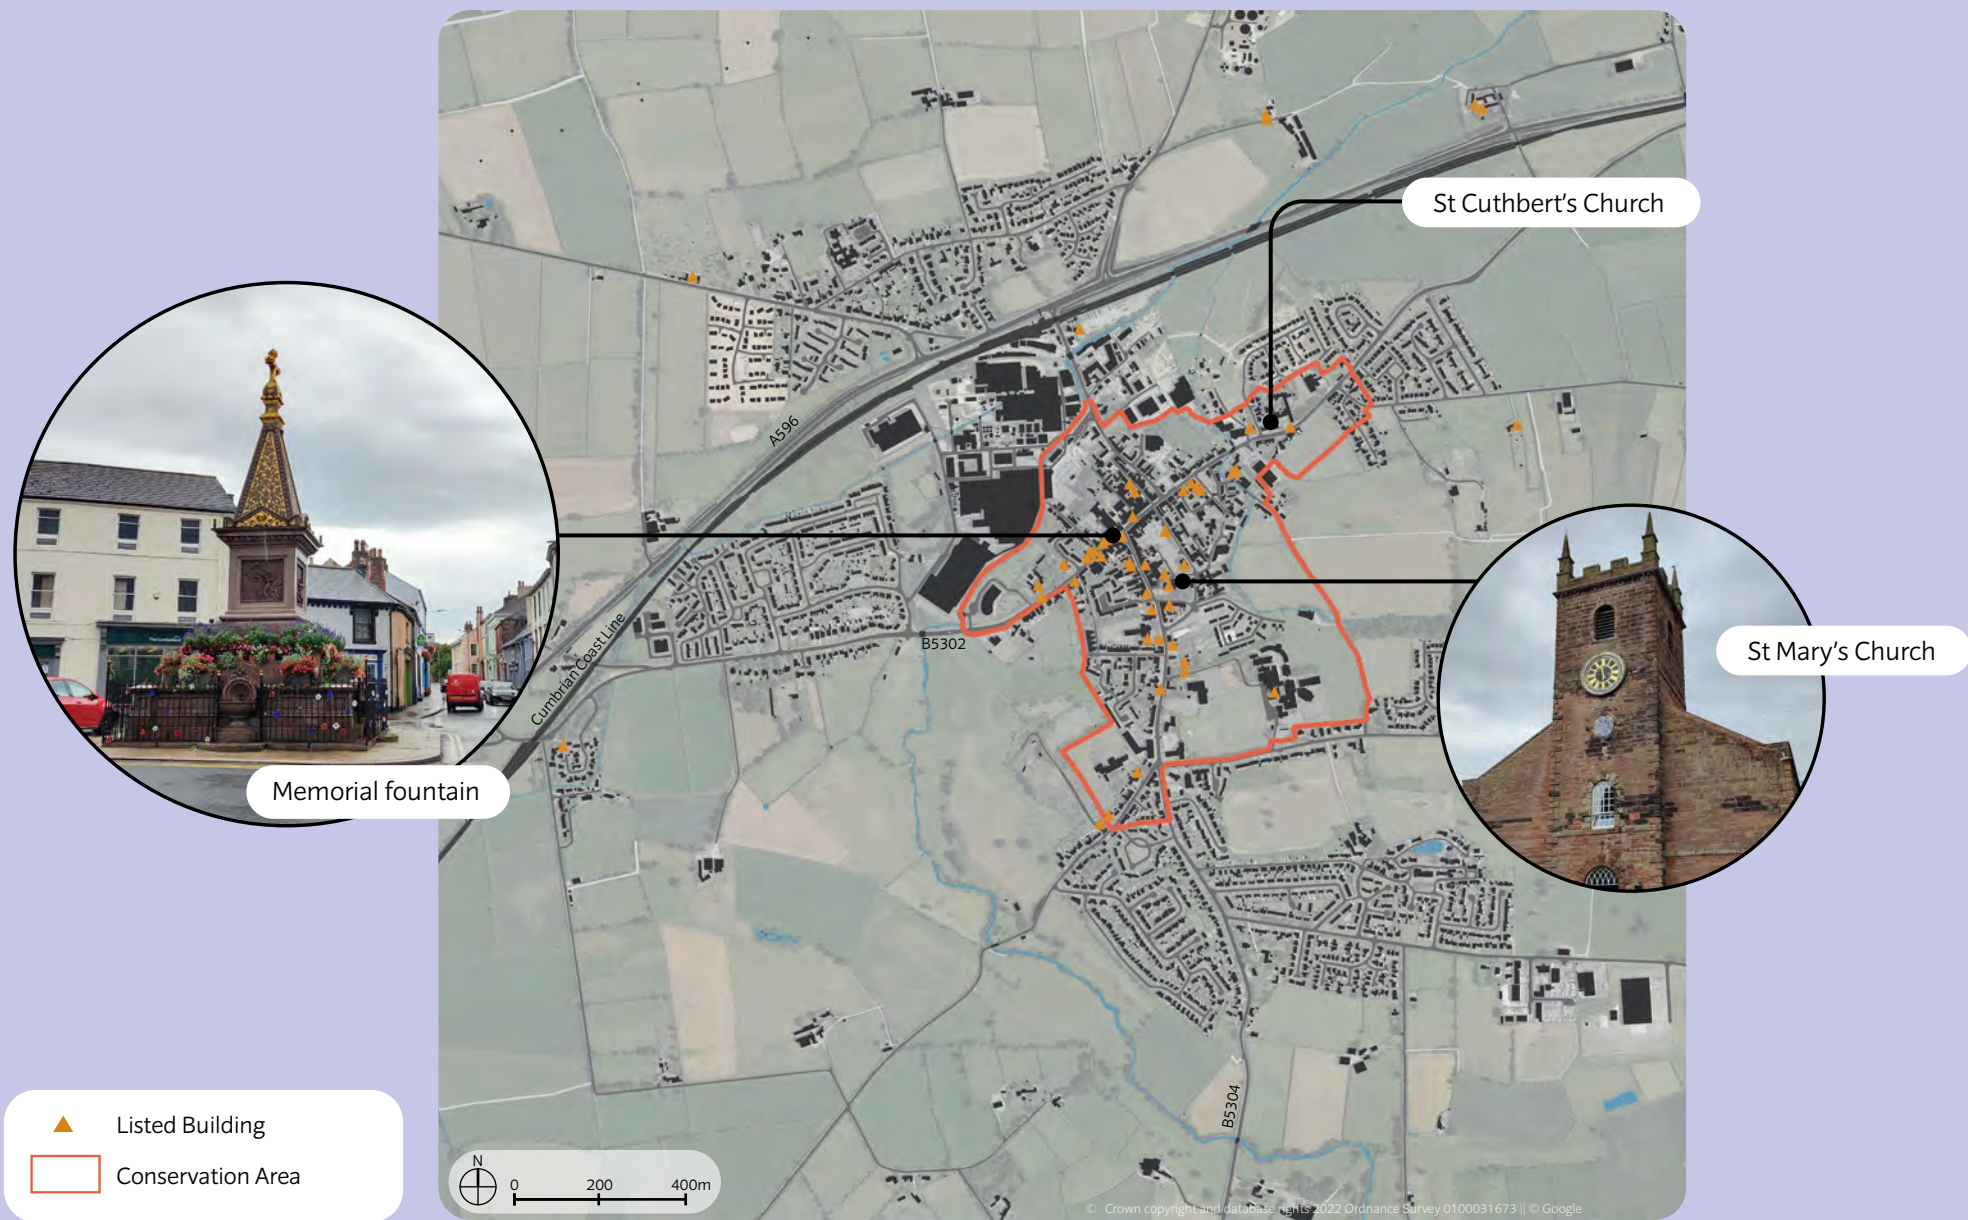 St Cuthbert's Church
A596
St Mary's Church
B5302
Cumbrian Coast Line
Memorial fountain
B5304
Listed Building
Conservation Area
N
0 200 400m
© Crown copyright and database rights 2022 Ordnance Survey 0100031673 || © Google